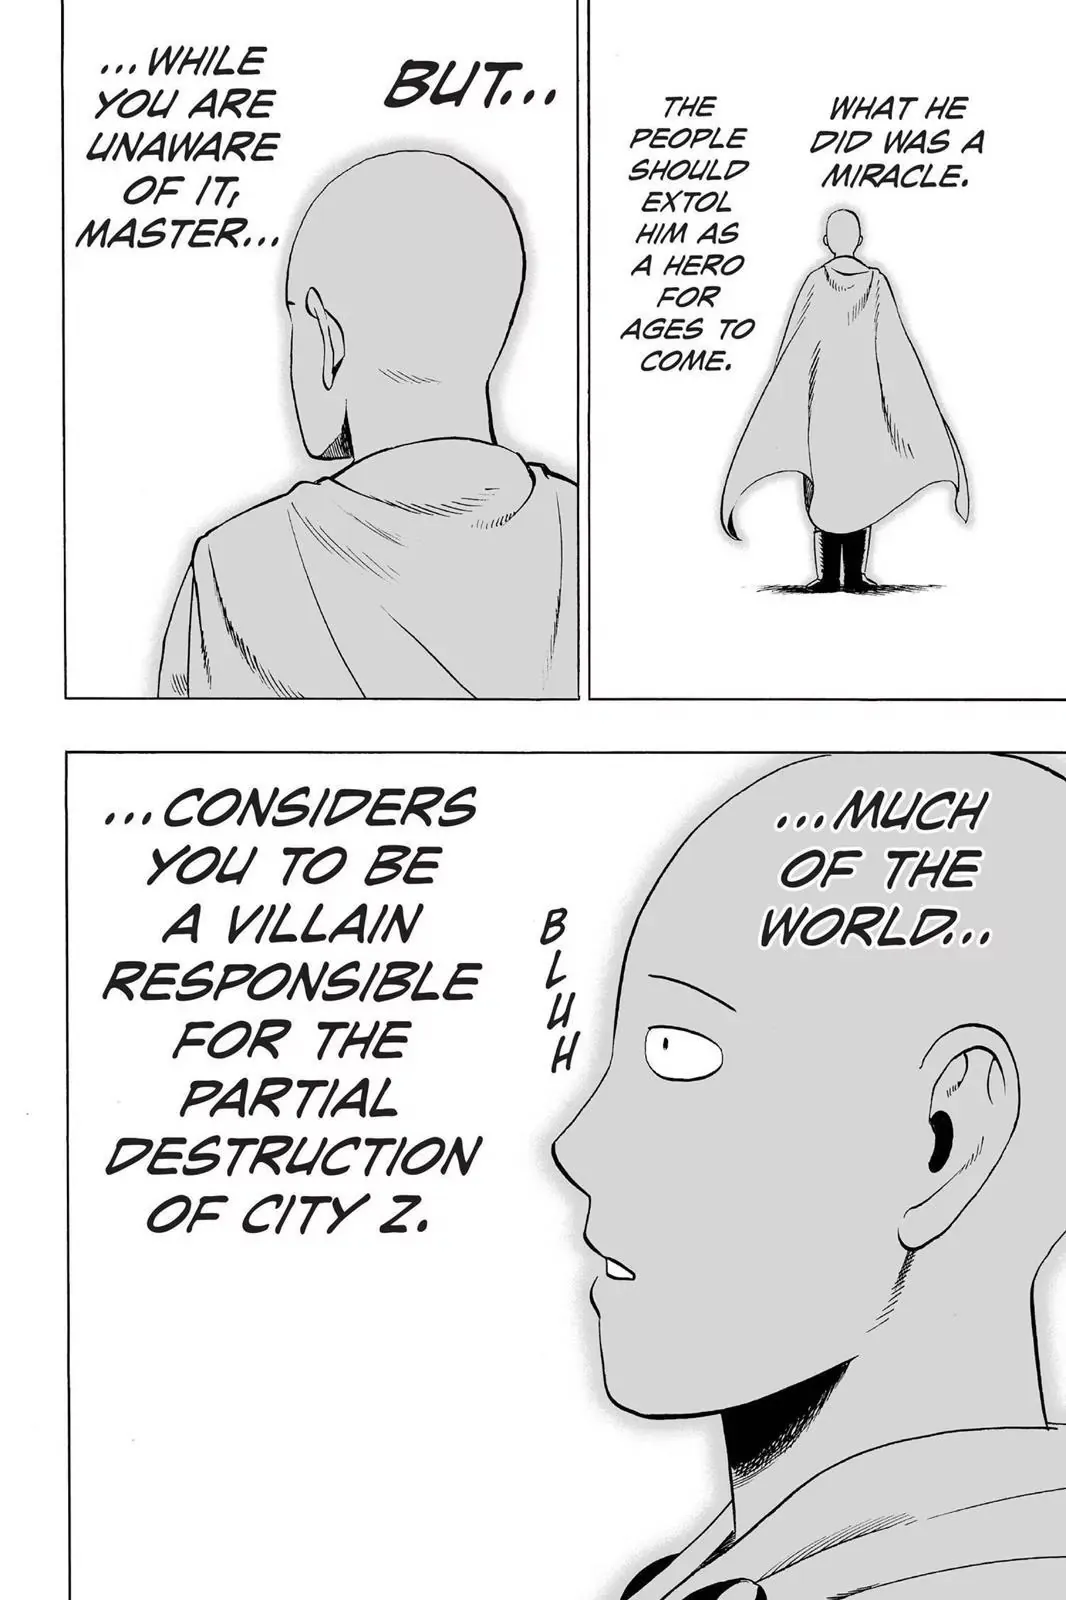 WHAT HE
DID WAS A
MIRACLE.
THE
PEOPLE
SHOULD
EXTOL
HIM AS
A HERO
FOR
AGES TO
COME.
BUT...
...WHILE
YOU ARE
UNAWARE
OF IT,
MASTER...
...MUCH
OF THE
WORLD...
BLUH
...CONSIDERS
YOU TO BE
A VILLAIN
RESPONSIBLE
FOR THE
PARTIAL
DESTRUCTION
OF CITY Z.